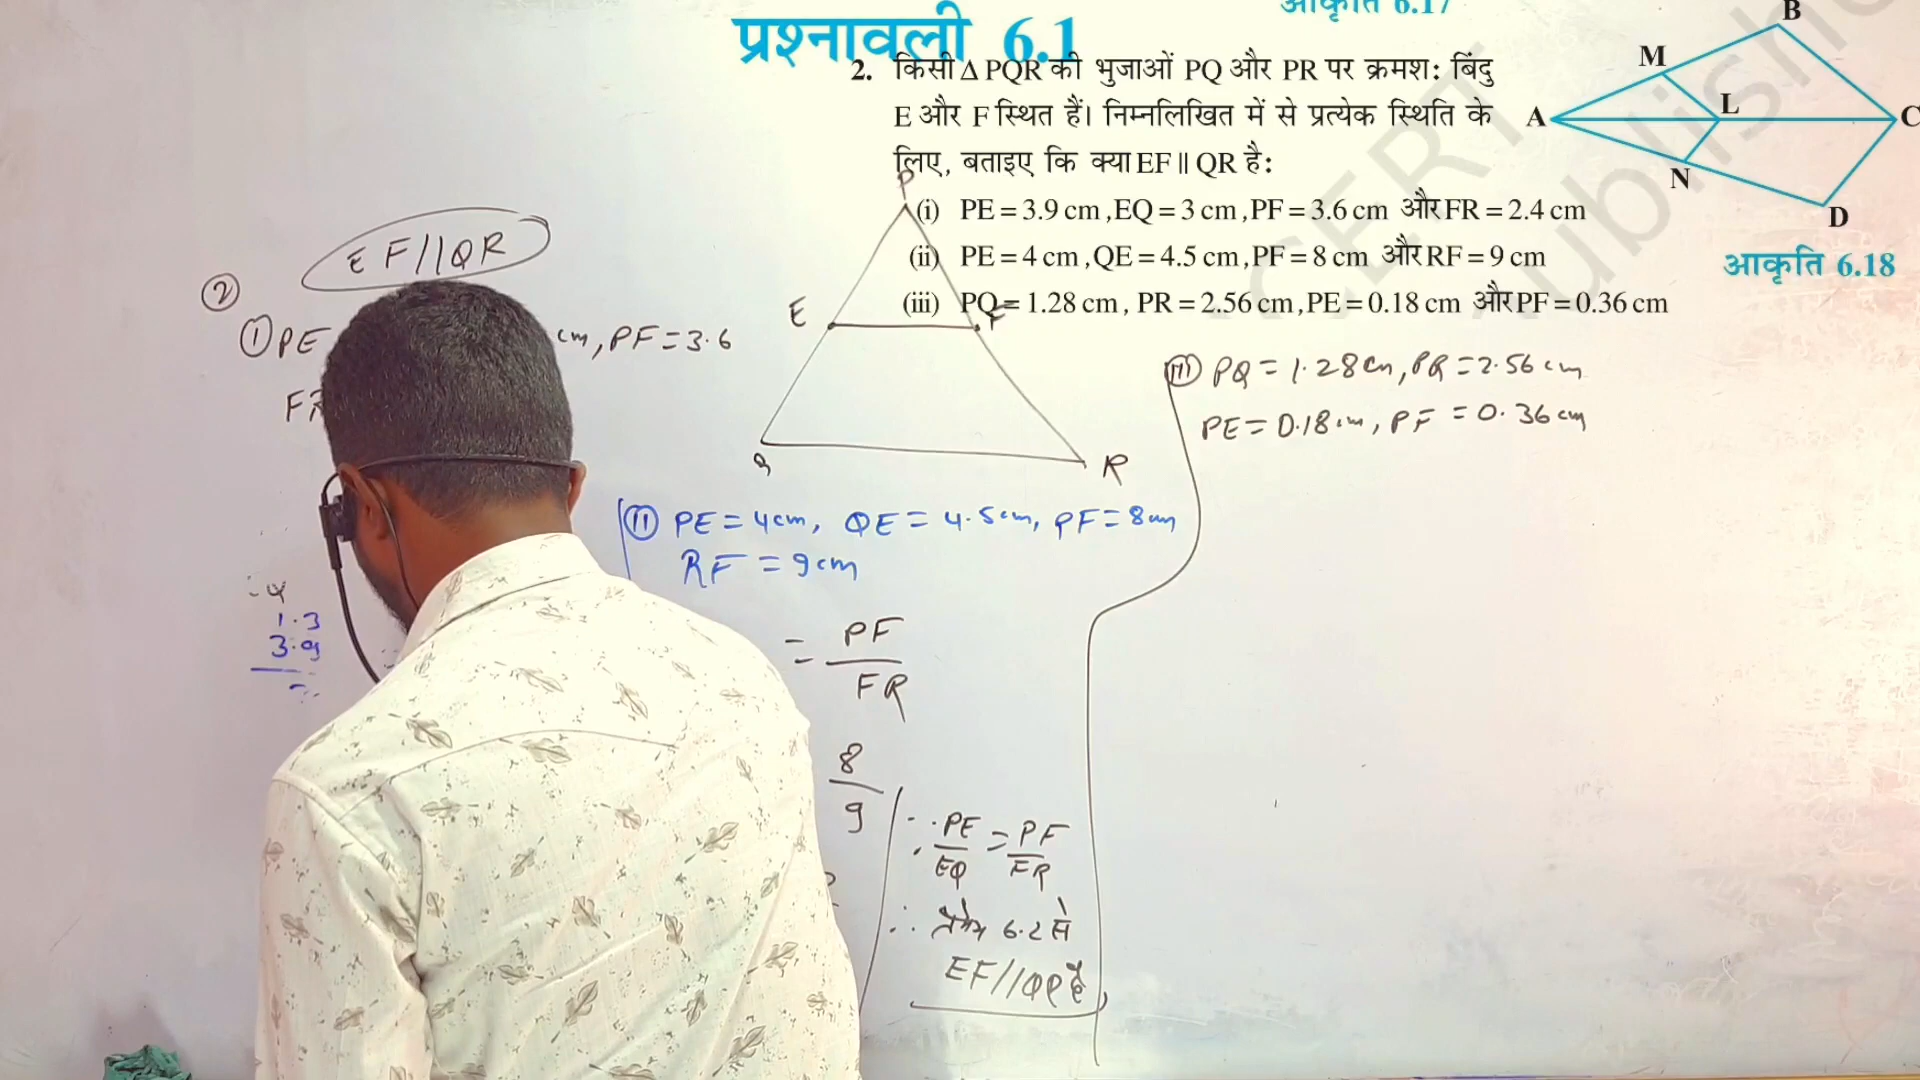 आकृति 6.17
प्रश्नावली 6.1
2. किसी Δ PQR की भुजाओं PQ और PR पर क्रमश: बिंदु
E और F स्थित हैं। निम्नलिखित में से प्रत्येक स्थिति के
लिए, बताइए कि क्या EF || QR है:
(i) PE = 3.9 cm , EQ = 3 cm , PF = 3.6 cm और FR = 2.4 cm
(ii) PE = 4 cm , QE = 4.5 cm , PF = 8 cm और RF = 9 cm
(iii) PQ = 1.28 cm , PR = 2.56 cm , PE = 0.18 cm और PF = 0.36 cm
B
M
L
A
C
N
D
आकृति 6.18
CERT
ublishe
EF//QR
②
① PE
cm, PF = 3.6
P
E
F
Q
R
1.3
3.9
(II) PE = 4cm, QE = 4.5cm, PF = 8cm
RF = 9cm
= PF
FR
8
9
∵ PE/EQ = PF/FR
∴ 6.2 से
EF//QR है
(III) PQ = 1.28cm, PR = 2.56cm
PE = 0.18cm, PF = 0.36cm